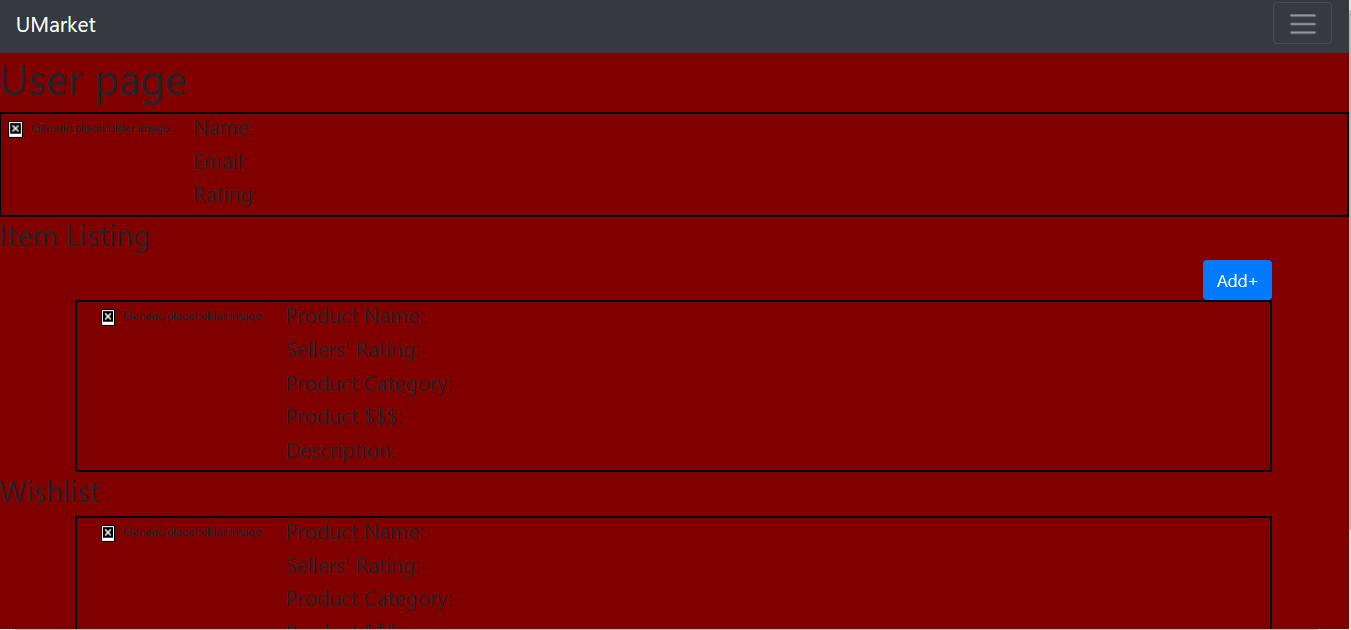 UMarket
User page
Generic placeholder image
Name:
Email:
Rating:
Item Listing
Add+
Generic placeholder image
Product Name:
Sellers' Rating:
Product Category:
Product $$$:
Description:
Wishlist
Generic placeholder image
Product Name:
Sellers' Rating:
Product Category:
Product $$$: